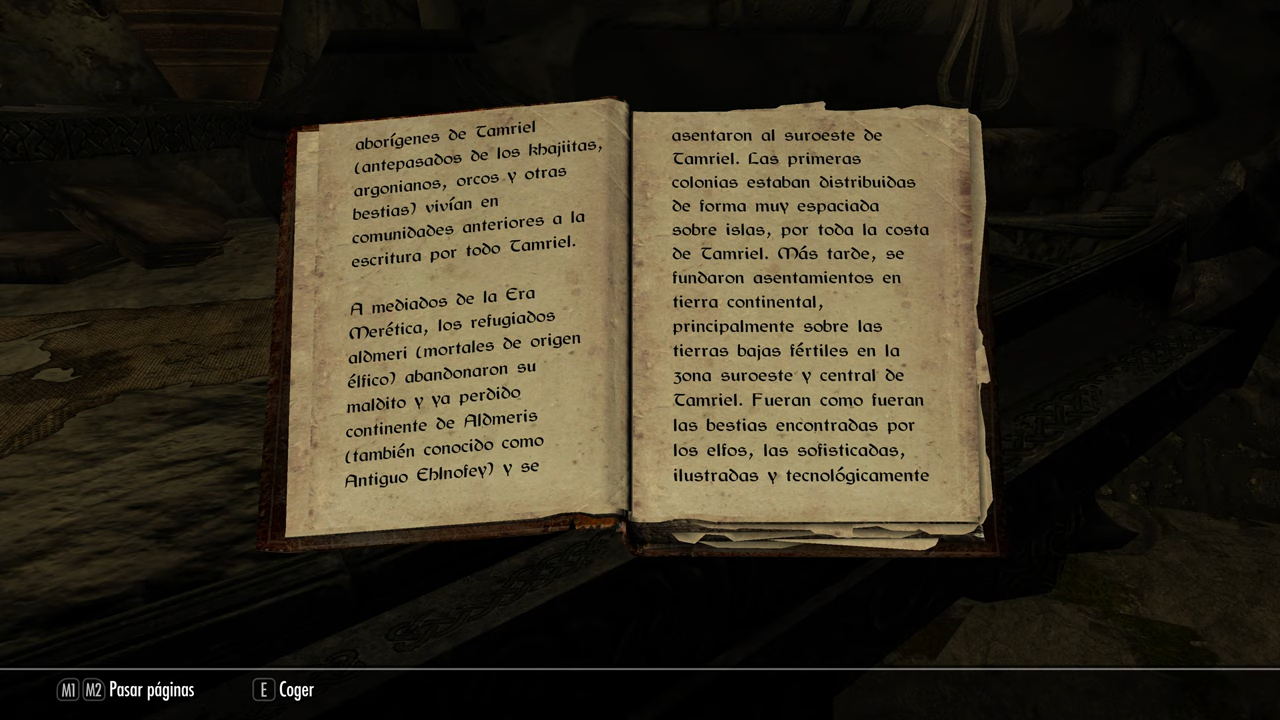 aborígenes de Tamriel
(antepasados de los khajiitas,
argonianos, orcos y otras
bestias) vivían en
comunidades anteriores a la
escritura por todo Tamriel.
A mediados de la Era
Merética, los refugiados
aldmeri (mortales de origen
élfico) abandonaron su
maldito y ya perdido
continente de Aldmeris
(también conocido como
Antiguo Ehlnofey) y se
asentaron al suroeste de
Tamriel. Las primeras
colonias estaban distribuidas
de forma muy espaciada
sobre islas, por toda la costa
de Tamriel. Más tarde, se
fundaron asentamientos en
tierra continental,
principalmente sobre las
tierras bajas fértiles en la
zona suroeste y central de
Tamriel. Fueran como fueran
las bestias encontradas por
los elfos, las sofisticadas,
ilustradas y tecnológicamente
M1 M2 Pasar páginas E Coger